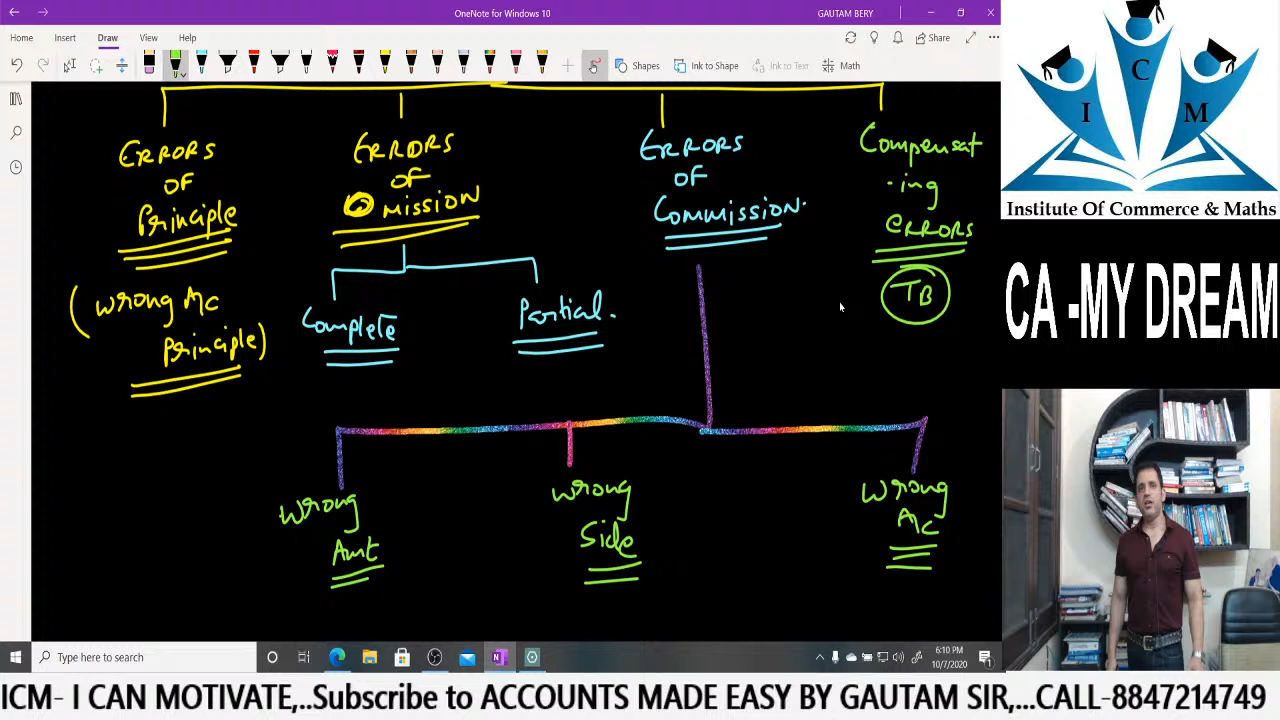 OneNote for Windows 10
GAUTAM BERY
Home Insert Draw View Help
Share
Shapes
Ink to Shape
Ink to Text
Math
ERRORS
OF
Principle
(Wrong A/c
Principle)
ERRORS
OF
OMISSION
Complete
Partial.
ERRORS
OF
Commission.
Compensat
.ing
ERRORS
TB
Wrong
Amt
Wrong
Side
Wrong
A/c
I C M
Institute Of Commerce & Maths
CA -MY DREAM
Type here to search
6:10 PM
10/7/2020
1
ICM- I CAN MOTIVATE,..Subscribe to ACCOUNTS MADE EASY BY GAUTAM SIR,...CALL-8847214749